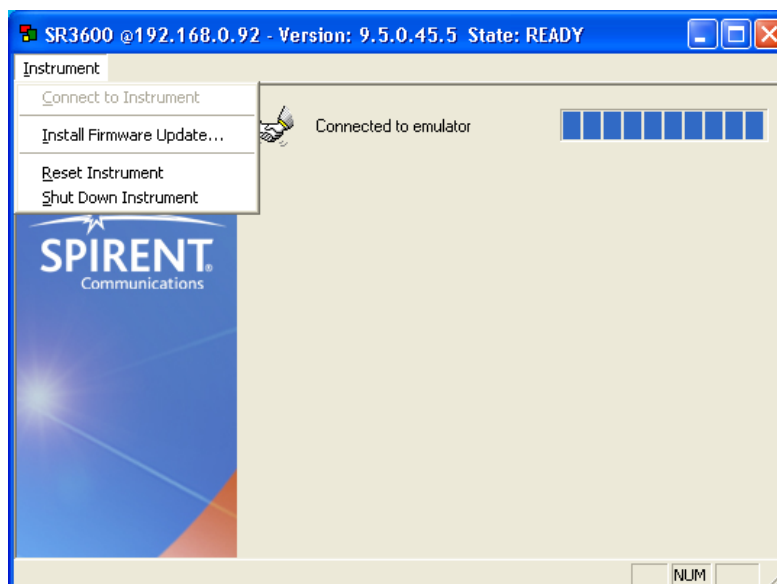 SR3600 @192.168.0.92 - Version: 9.5.0.45.5 State: READY
Instrument
Connect to Instrument
Install Firmware Update...
Reset Instrument
Shut Down Instrument
Connected to emulator
SPIRENT®
Communications
NUM